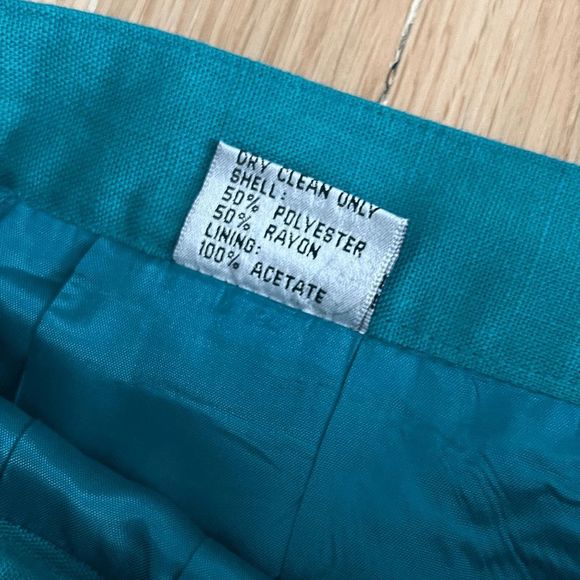 DRY CLEAN ONLY
SHELL:
50% POLYESTER
50% RAYON
LINING:
100% ACETATE